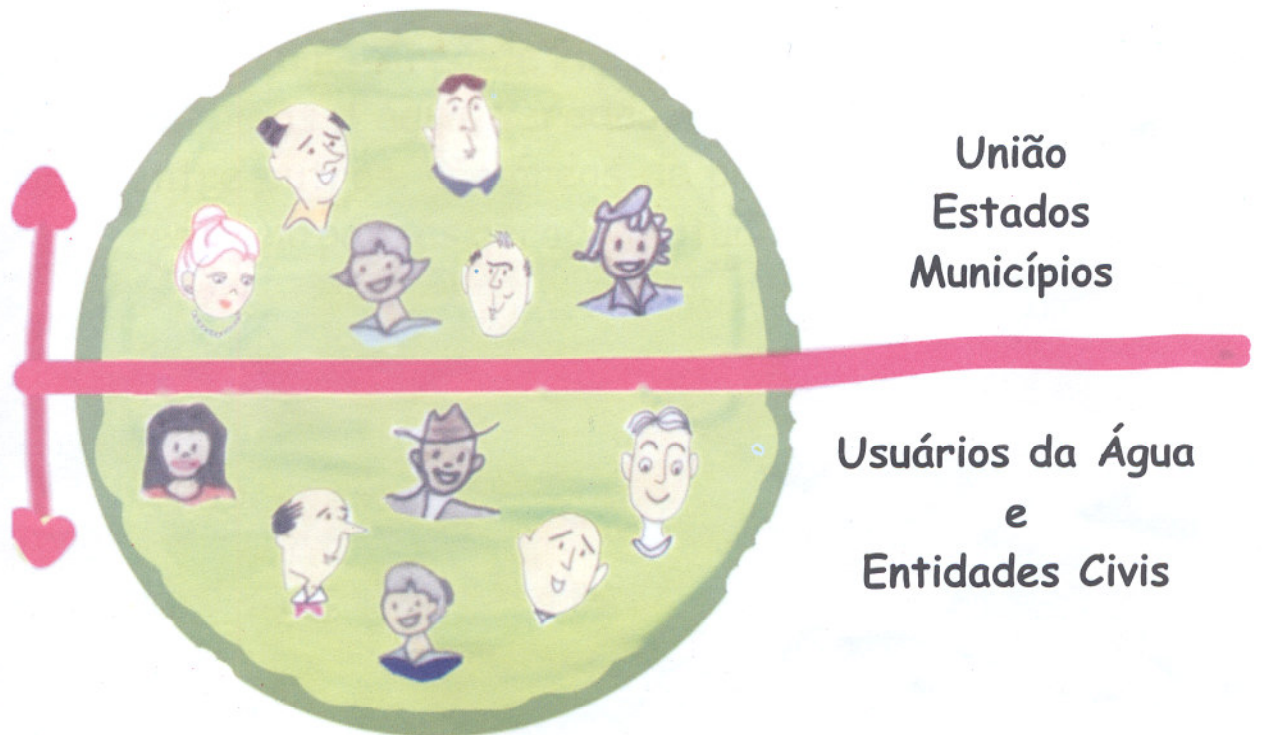 União
Estados
Municípios
Usuários da Água
e
Entidades Civis